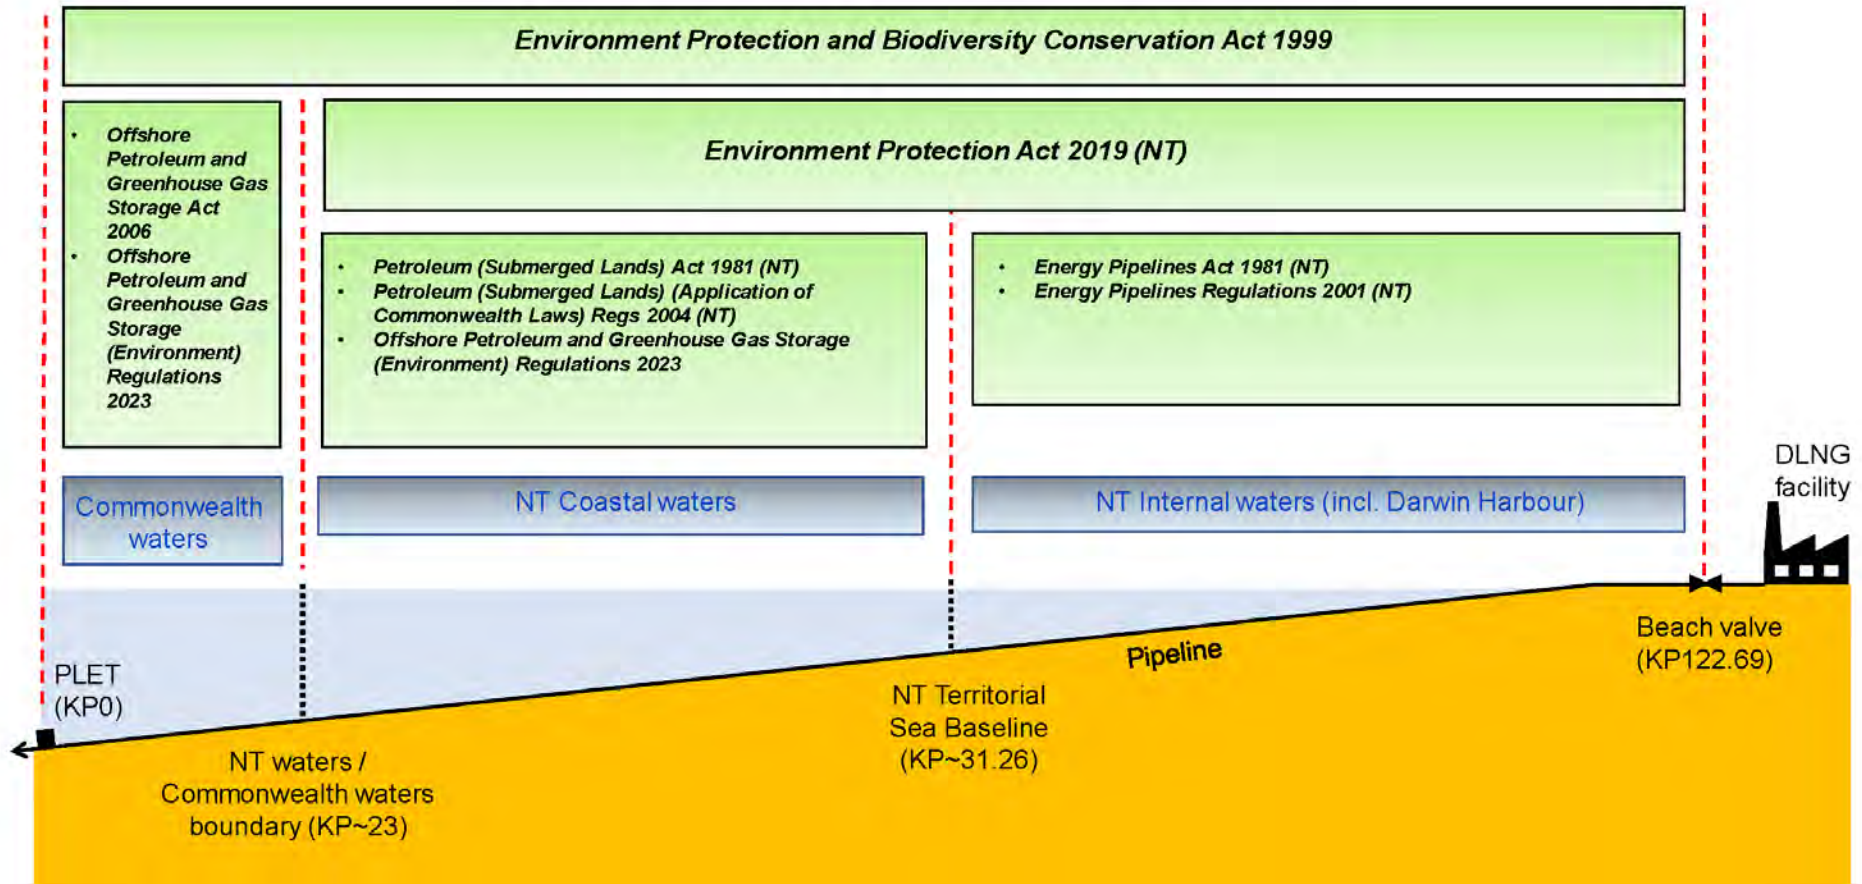 Environment Protection and Biodiversity Conservation Act 1999
• Offshore
Petroleum and
Greenhouse Gas
Storage Act
2006
• Offshore
Petroleum and
Greenhouse Gas
Storage
(Environment)
Regulations
2023
Environment Protection Act 2019 (NT)
• Petroleum (Submerged Lands) Act 1981 (NT)
• Petroleum (Submerged Lands) (Application of
Commonwealth Laws) Regs 2004 (NT)
• Offshore Petroleum and Greenhouse Gas Storage
(Environment) Regulations 2023
• Energy Pipelines Act 1981 (NT)
• Energy Pipelines Regulations 2001 (NT)
Commonwealth
waters
NT Coastal waters
NT Internal waters (incl. Darwin Harbour)
DLNG
facility
PLET
(KP0)
NT waters /
Commonwealth waters
boundary (KP~23)
NT Territorial
Sea Baseline
(KP~31.26)
Pipeline
Beach valve
(KP122.69)